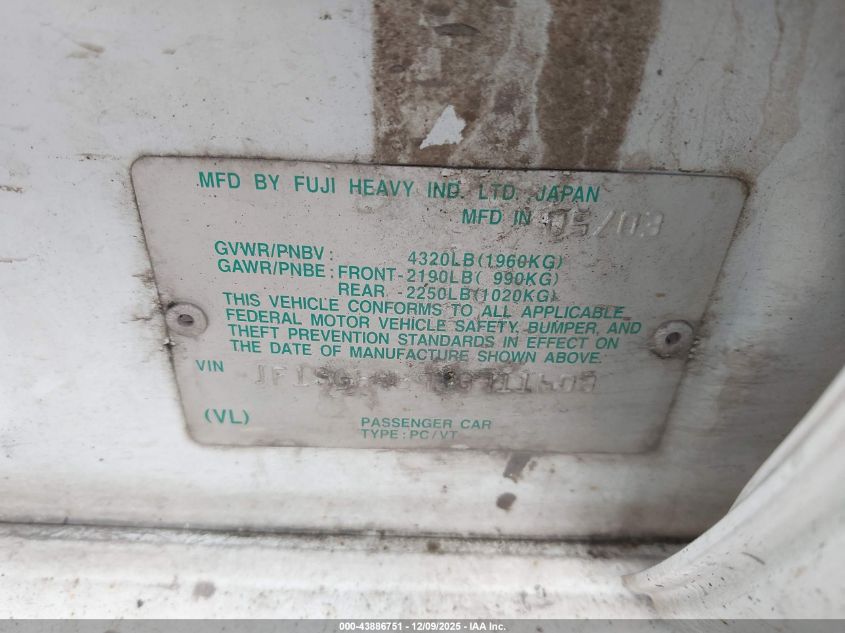 MFD BY FUJI HEAVY IND. LTD. JAPAN
MFD IN 05/03
GVWR/PNBV : 4320LB(1960KG)
GAWR/PNBE : FRONT-2190LB( 990KG)
REAR -2250LB(1020KG)
THIS VEHICLE CONFORMS TO ALL APPLICABLE
FEDERAL MOTOR VEHICLE SAFETY, BUMPER, AND
THEFT PREVENTION STANDARDS IN EFFECT ON
THE DATE OF MANUFACTURE SHOWN ABOVE.
VIN
(VL)
PASSENGER CAR
TYPE : PC/VT
000-43886751 - 12/09/2025 - IAA Inc.